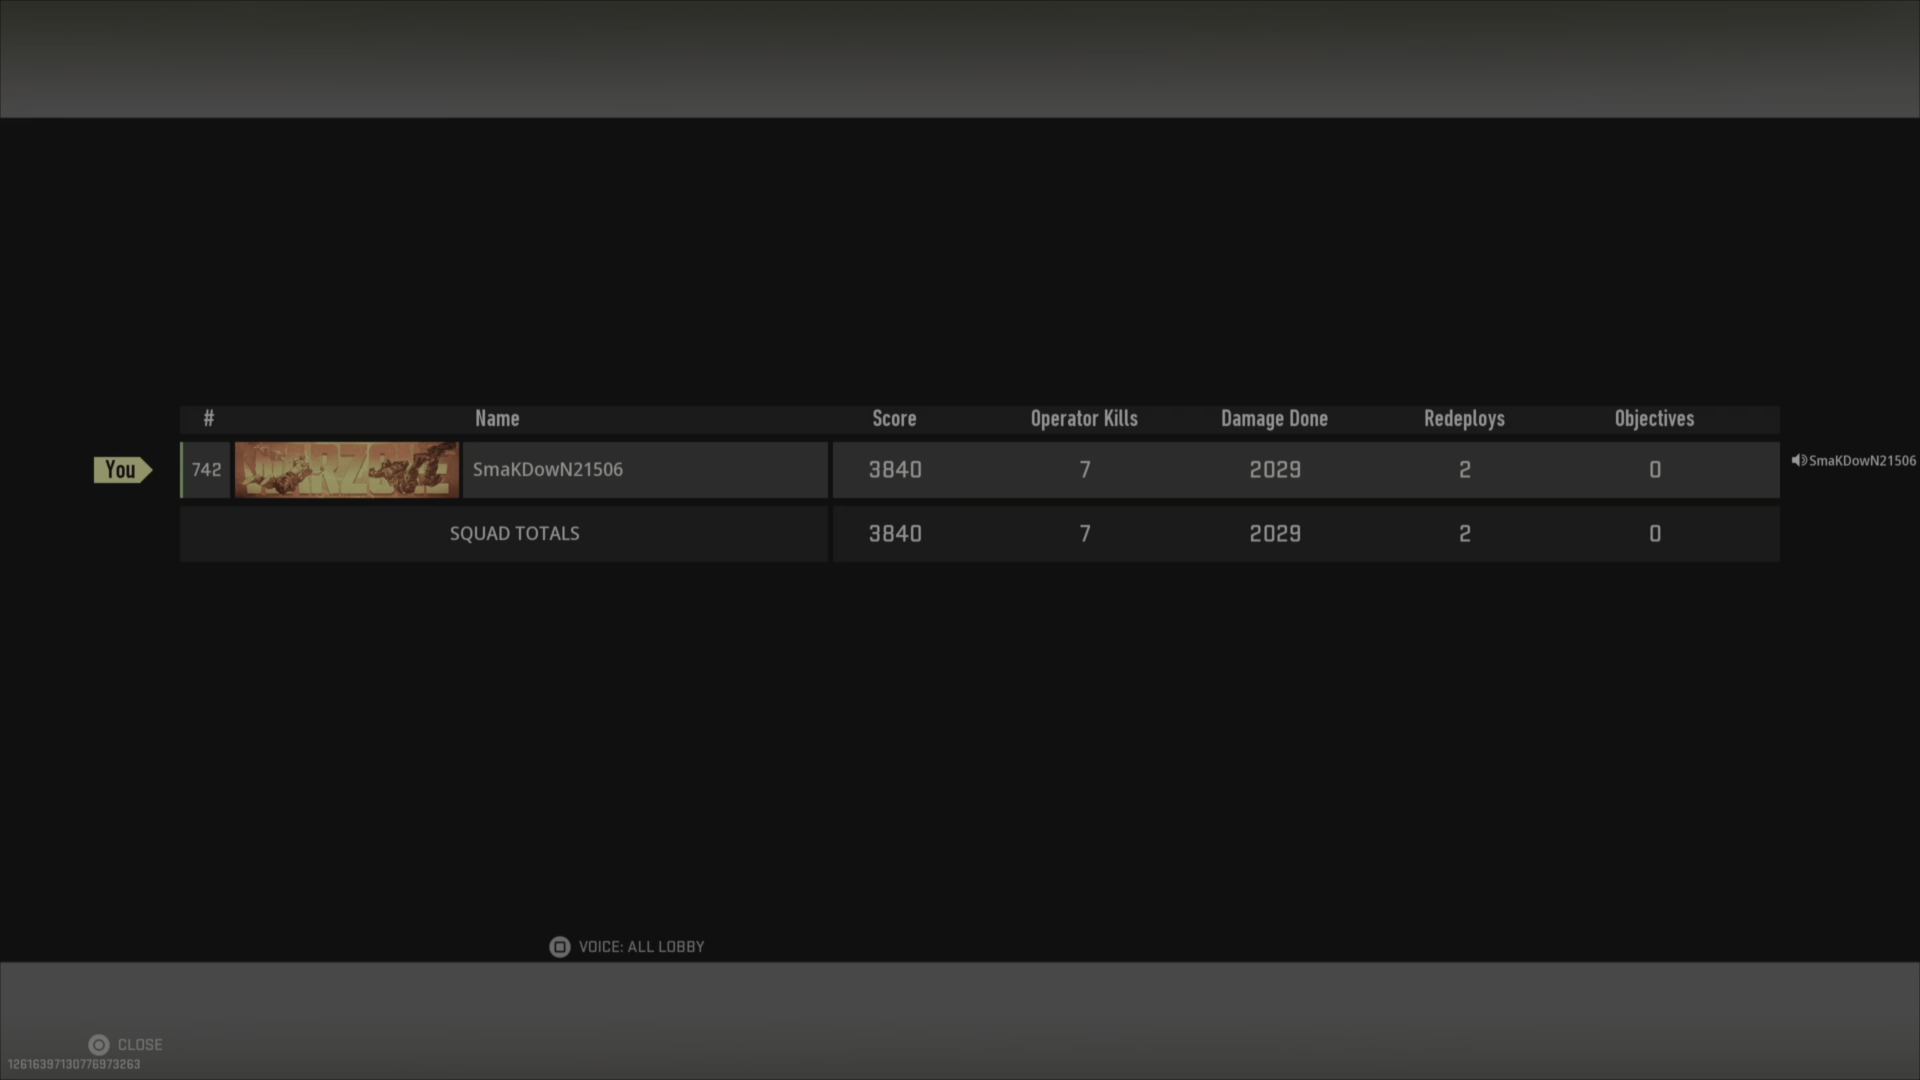 # Name Score Operator Kills Damage Done Redeploys Objectives
You 742 WARZONE SmaKDowN21506 3840 7 2029 2 0 SmaKDowN21506
SQUAD TOTALS 3840 7 2029 2 0
VOICE: ALL LOBBY
CLOSE
12616397130776973263